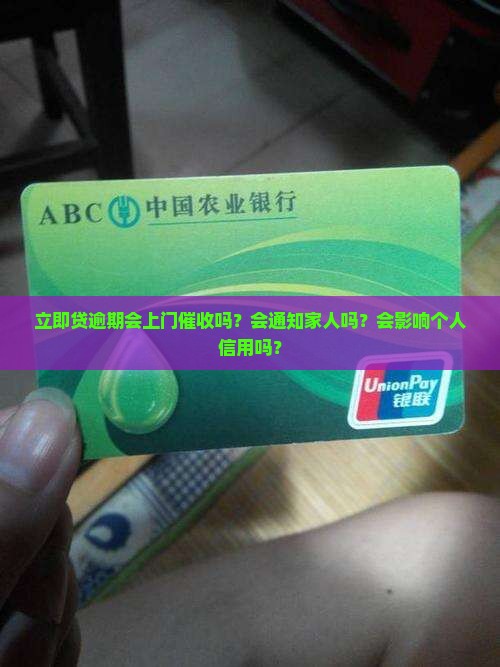 ABC 中国农业银行
立即贷逾期会上门催收吗？会通知家人吗？会影响个人
信用吗？
UnionPay
银联